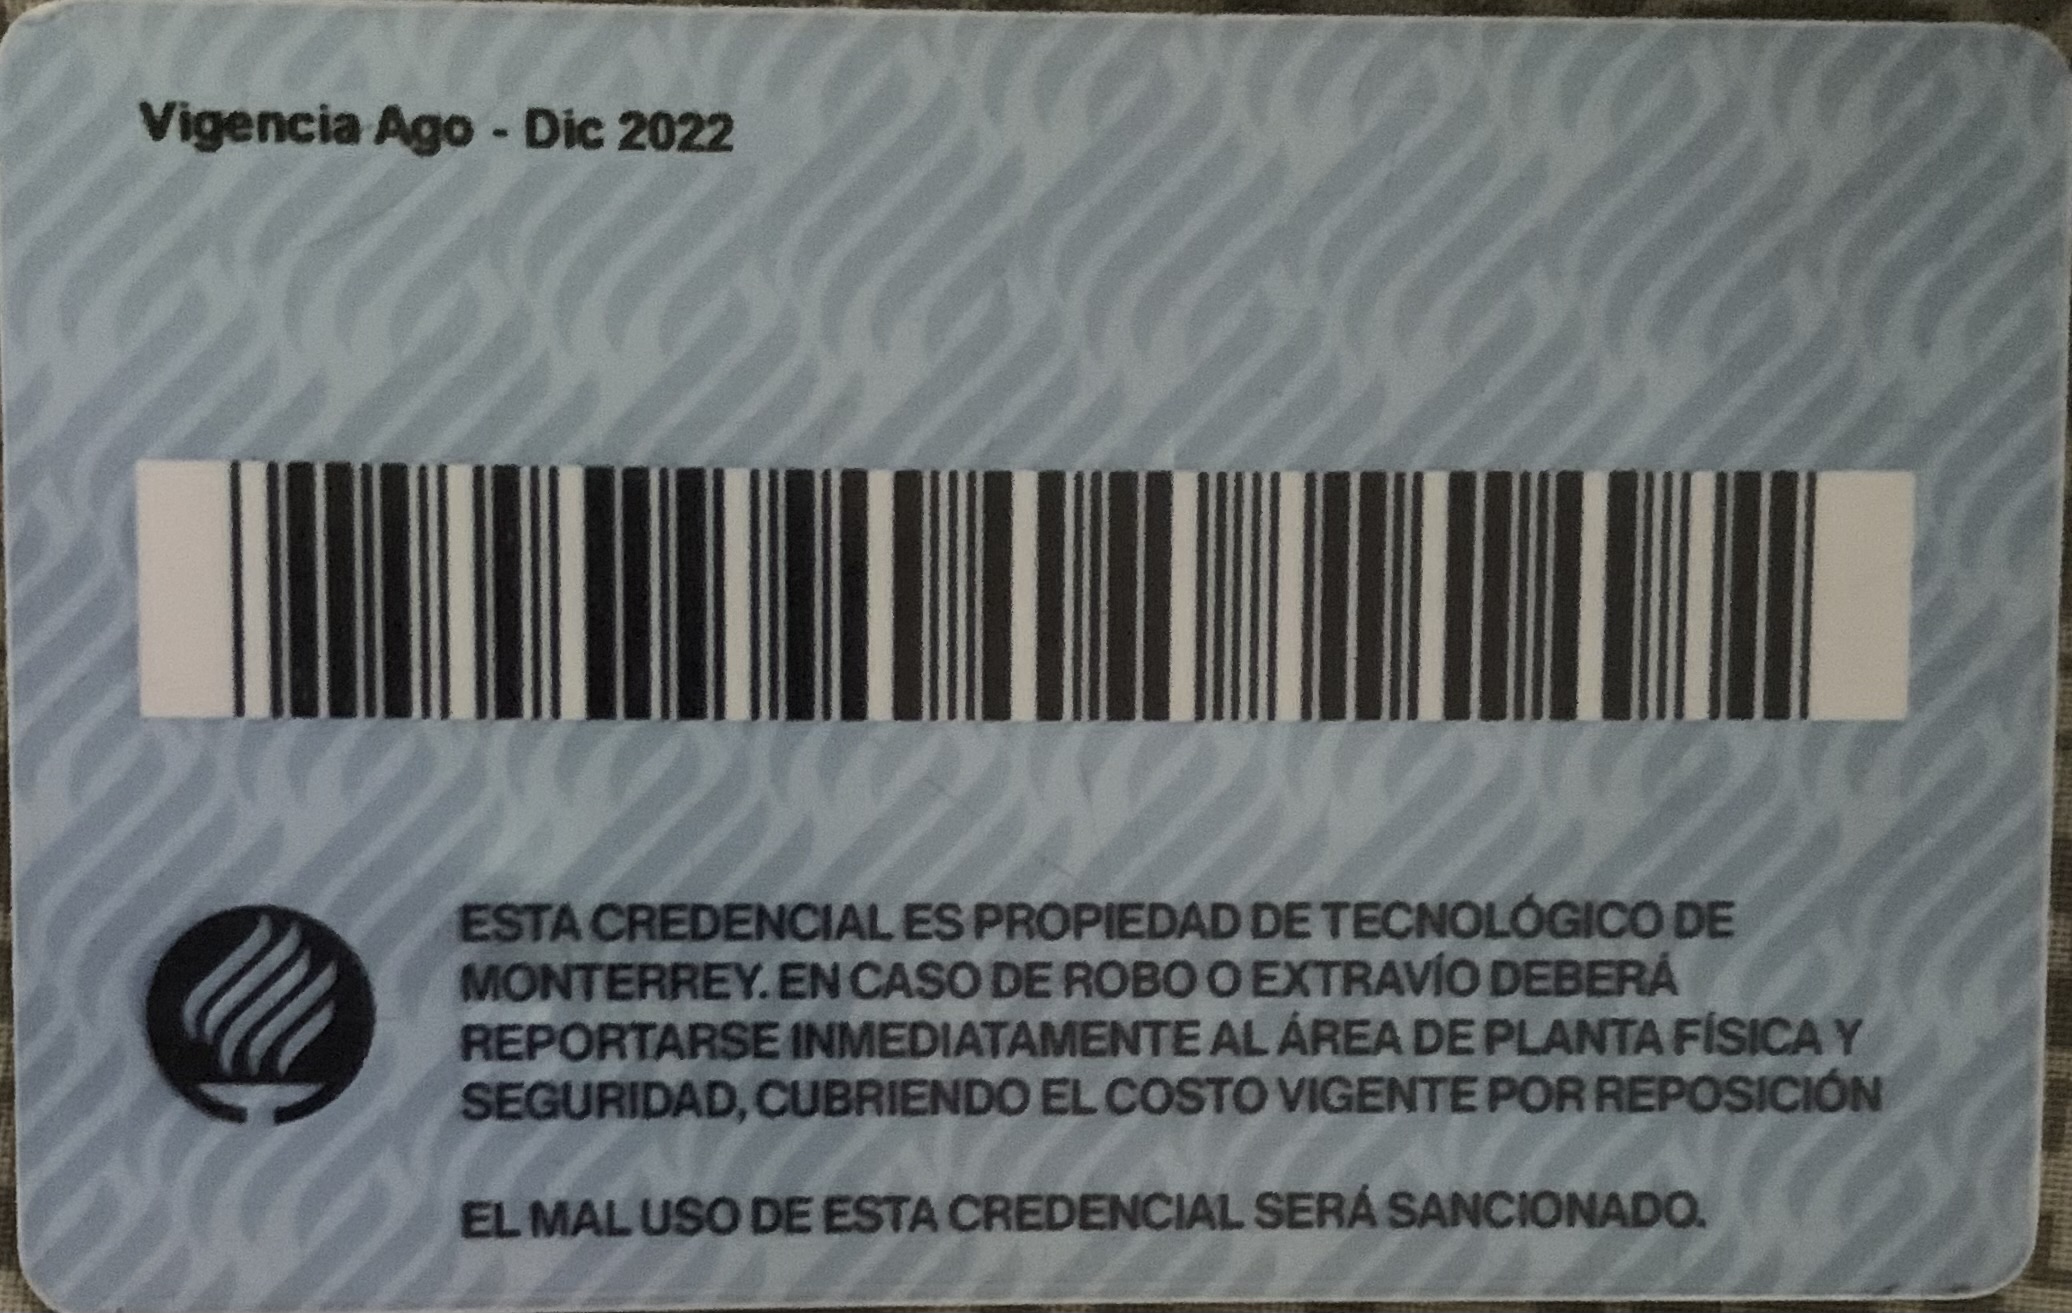 Vigencia Ago - Dic 2022
ESTA CREDENCIAL ES PROPIEDAD DE TECNOLÓGICO DE
MONTERREY. EN CASO DE ROBO O EXTRAVÍO DEBERÁ
REPORTARSE INMEDIATAMENTE AL ÁREA DE PLANTA FÍSICA Y
SEGURIDAD, CUBRIENDO EL COSTO VIGENTE POR REPOSICIÓN
EL MAL USO DE ESTA CREDENCIAL SERÁ SANCIONADO.